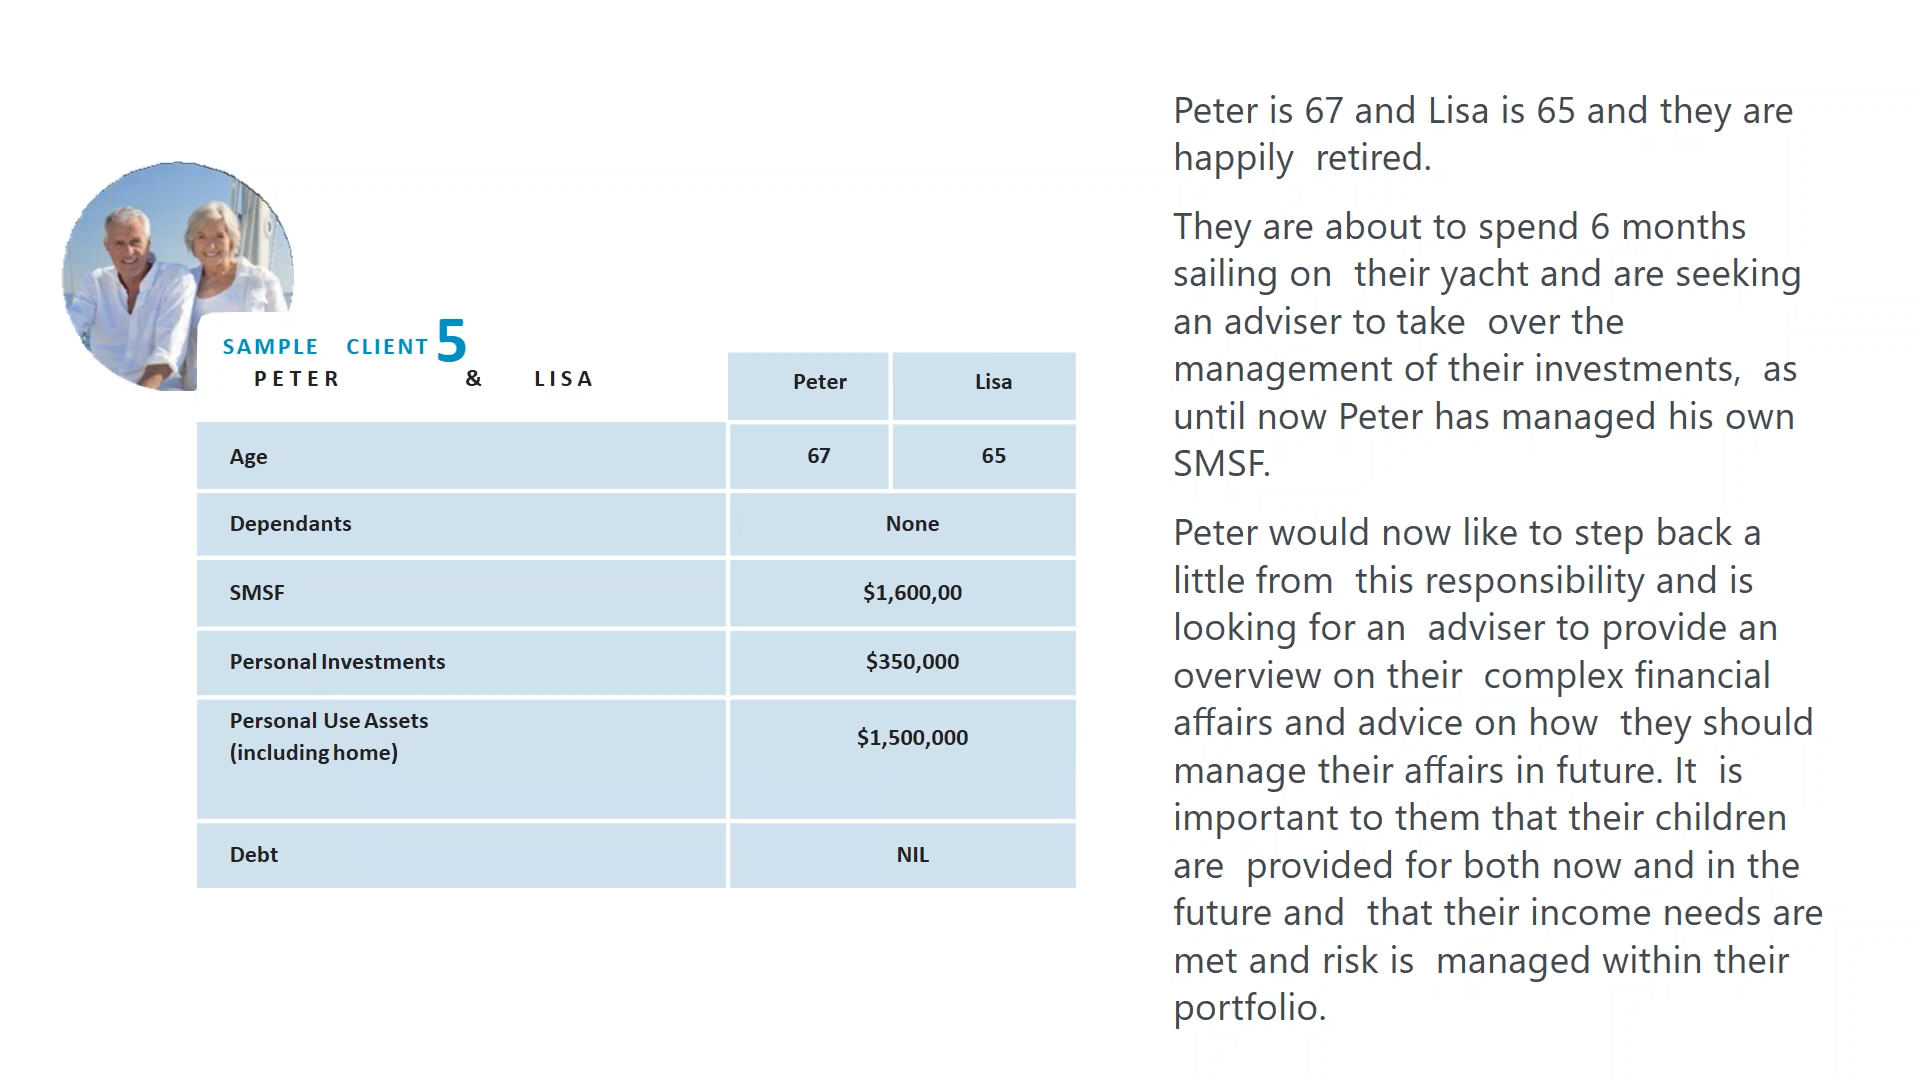 SAMPLE CLIENT 5
PETER & LISA
Peter Lisa
Age 67 65
Dependants None
SMSF $1,600,00
Personal Investments $350,000
Personal Use Assets
(including home) $1,500,000
Debt NIL
Peter is 67 and Lisa is 65 and they are
happily retired.
They are about to spend 6 months
sailing on their yacht and are seeking
an adviser to take over the
management of their investments, as
until now Peter has managed his own
SMSF.
Peter would now like to step back a
little from this responsibility and is
looking for an adviser to provide an
overview on their complex financial
affairs and advice on how they should
manage their affairs in future. It is
important to them that their children
are provided for both now and in the
future and that their income needs are
met and risk is managed within their
portfolio.